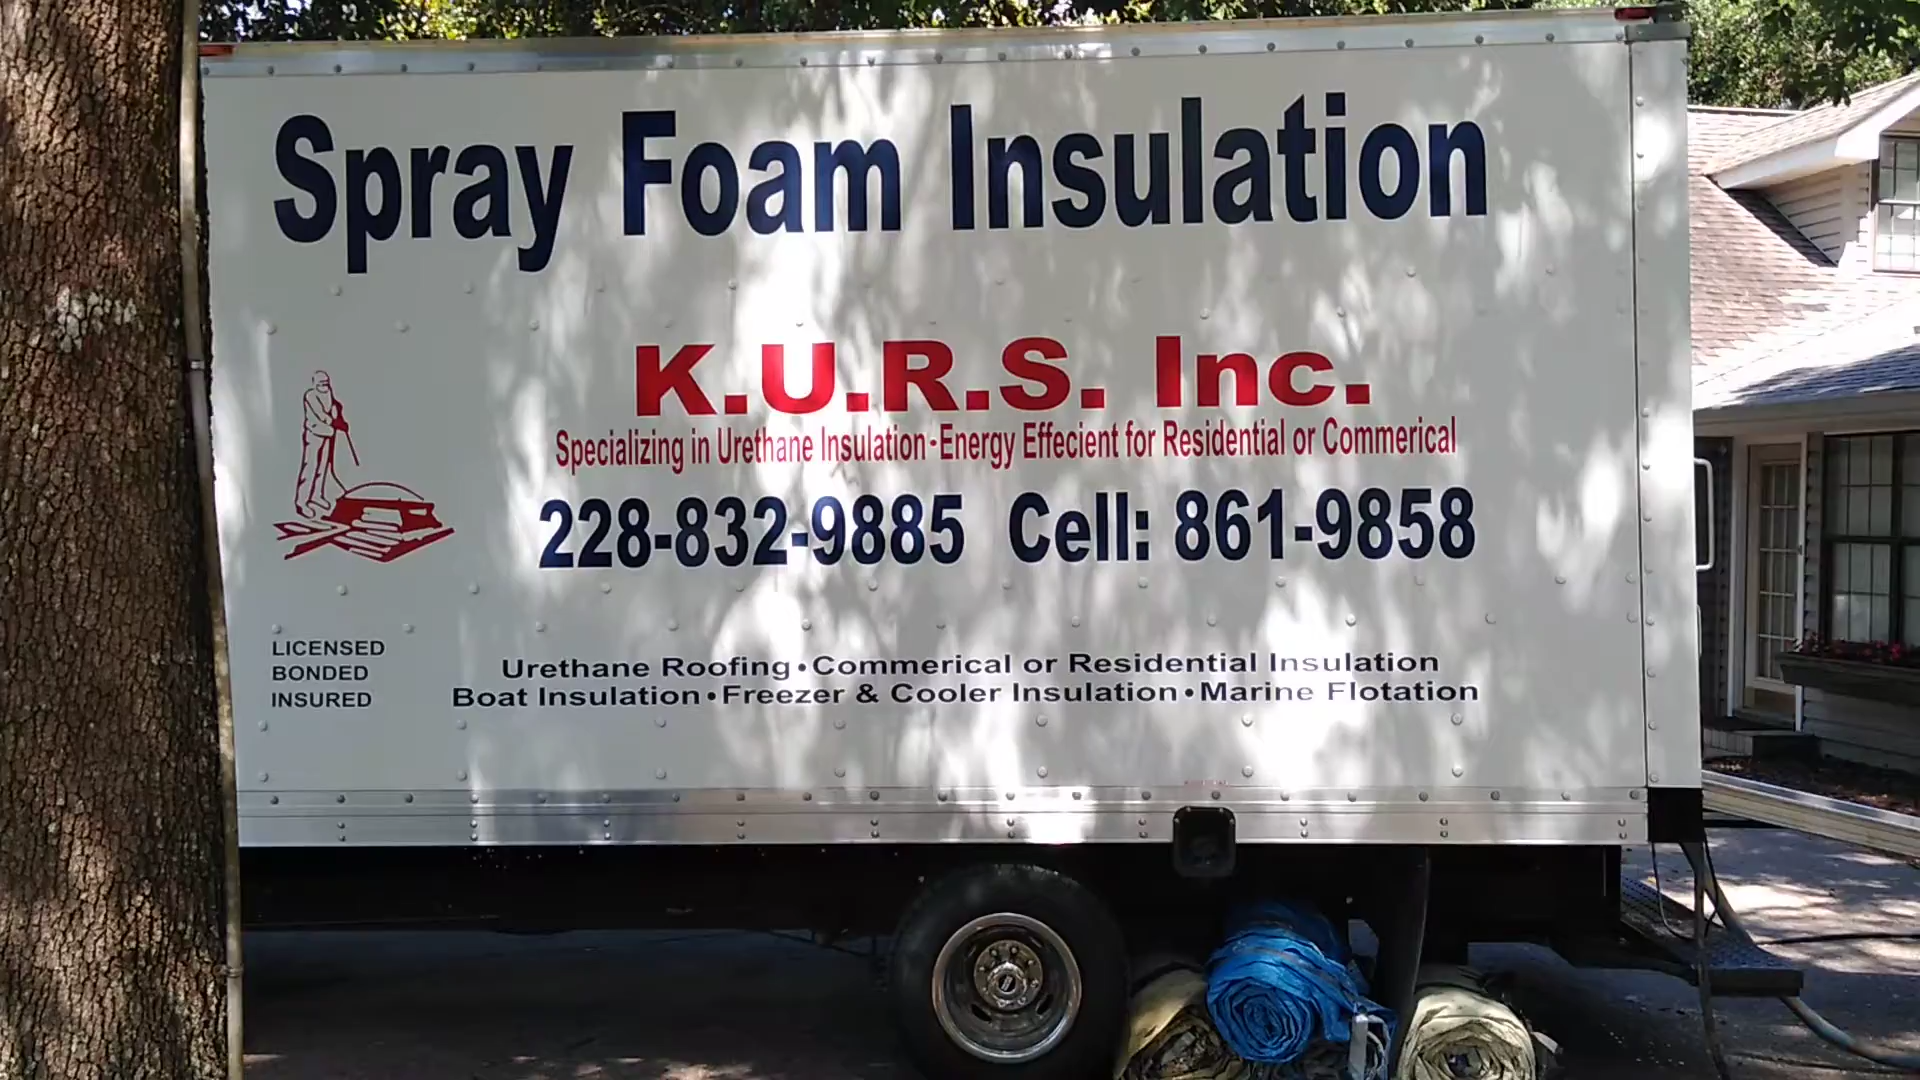 Spray Foam Insulation
K.U.R.S. Inc.
Specializing in Urethane Insulation•Energy Effecient for Residential or Commerical
228-832-9885 Cell: 861-9858
LICENSED
BONDED
INSURED
Urethane Roofing•Commerical or Residential Insulation
Boat Insulation•Freezer & Cooler Insulation•Marine Flotation